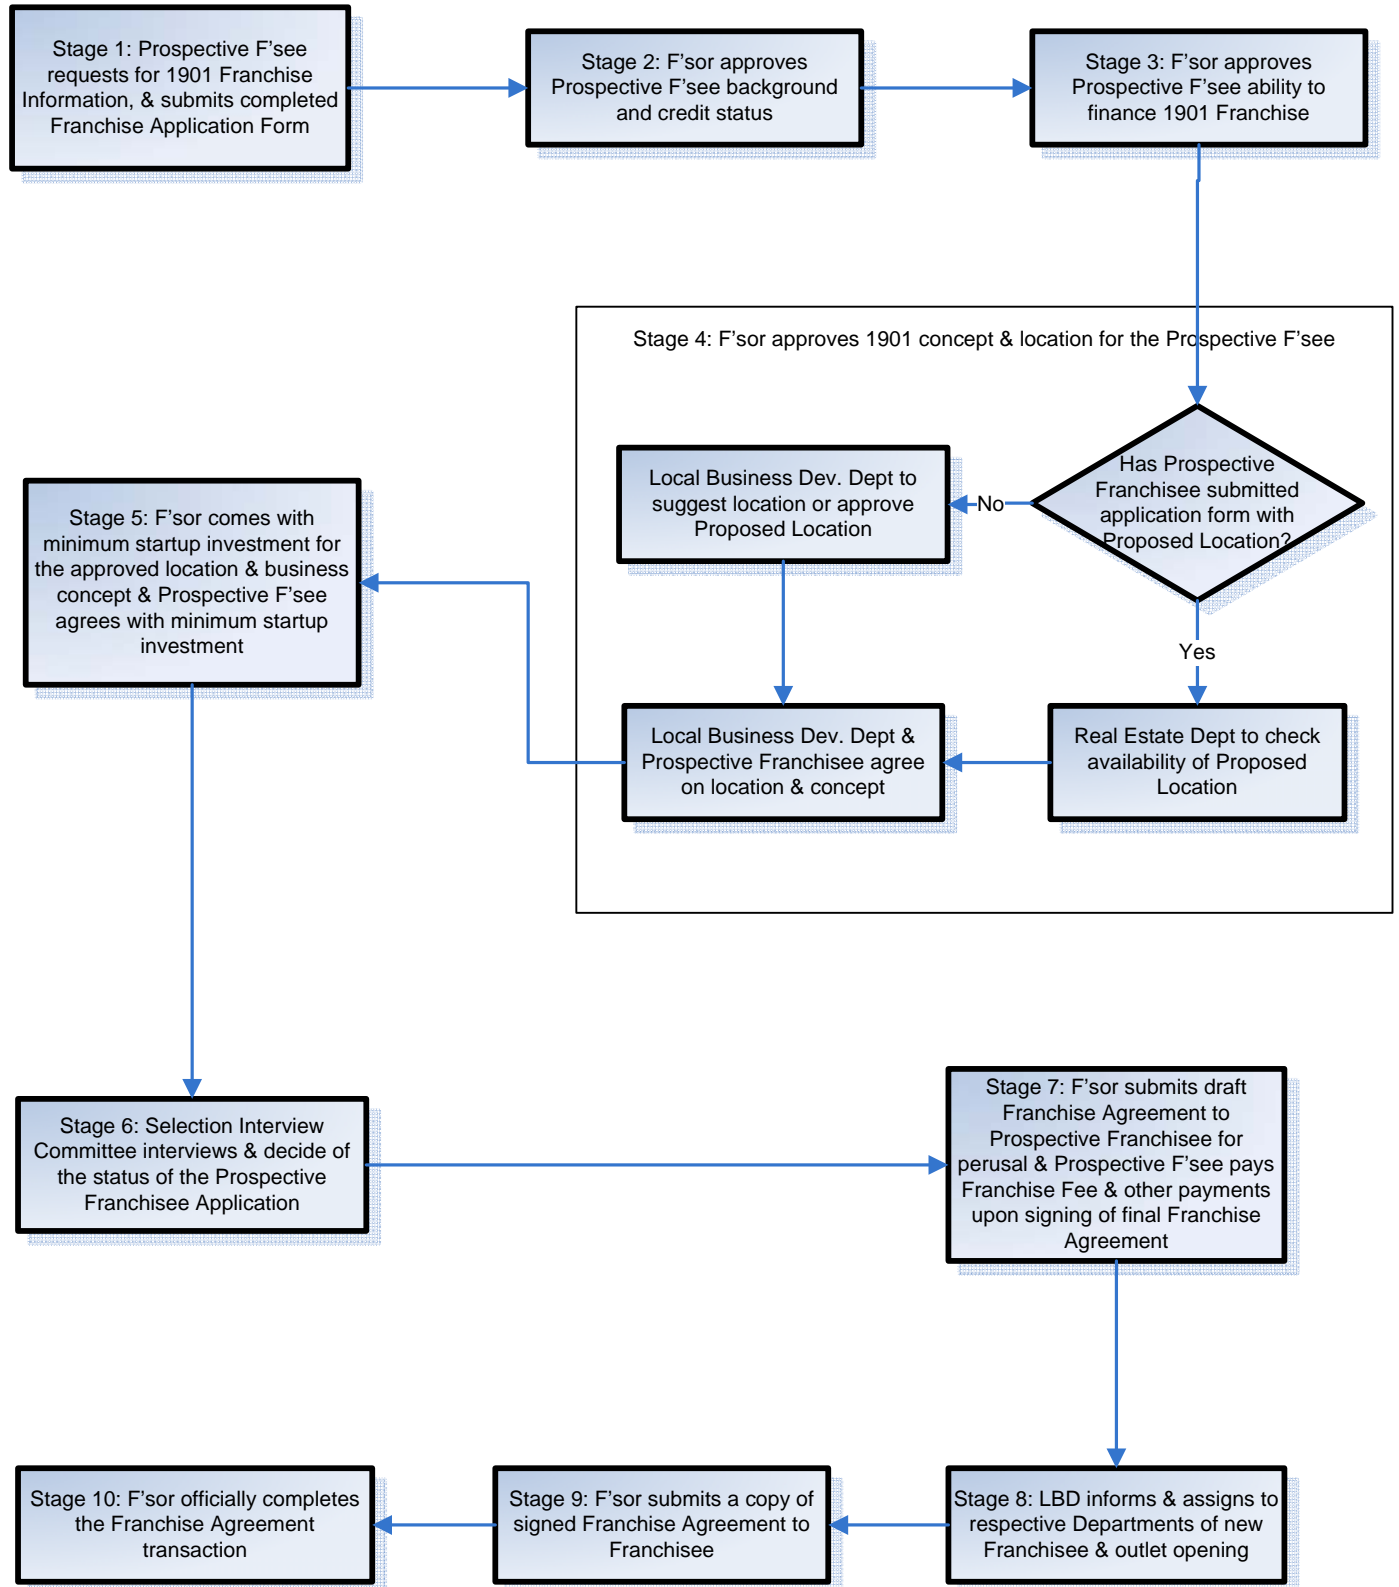 Stage 1: Prospective F'see
requests for 1901 Franchise
Information, & submits completed
Franchise Application Form
Stage 2: F'sor approves
Prospective F'see background
and credit status
Stage 3: F'sor approves
Prospective F'see ability to
finance 1901 Franchise
Stage 4: F'sor approves 1901 concept & location for the Prospective F'see
Has Prospective
Franchisee submitted
application form with
Proposed Location?
No
Local Business Dev. Dept to
suggest location or approve
Proposed Location
Yes
Real Estate Dept to check
availability of Proposed
Location
Local Business Dev. Dept &
Prospective Franchisee agree
on location & concept
Stage 5: F'sor comes with
minimum startup investment for
the approved location & business
concept & Prospective F'see
agrees with minimum startup
investment
Stage 6: Selection Interview
Committee interviews & decide of
the status of the Prospective
Franchisee Application
Stage 7: F'sor submits draft
Franchise Agreement to
Prospective Franchisee for
perusal & Prospective F'see pays
Franchise Fee & other payments
upon signing of final Franchise
Agreement
Stage 8: LBD informs & assigns to
respective Departments of new
Franchisee & outlet opening
Stage 9: F'sor submits a copy of
signed Franchise Agreement to
Franchisee
Stage 10: F'sor officially completes
the Franchise Agreement
transaction